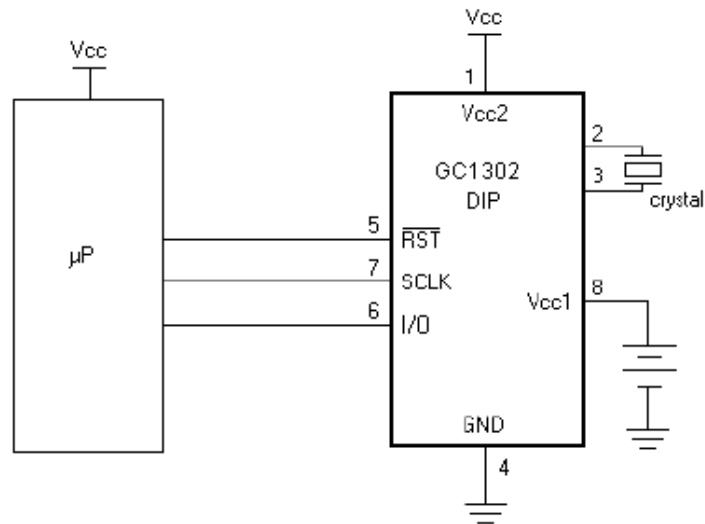 Vcc
Vcc
1
Vcc2
2
GC1302
DIP
3
crystal
5
RST
µP
7
SCLK
8
Vcc1
6
I/O
GND
4